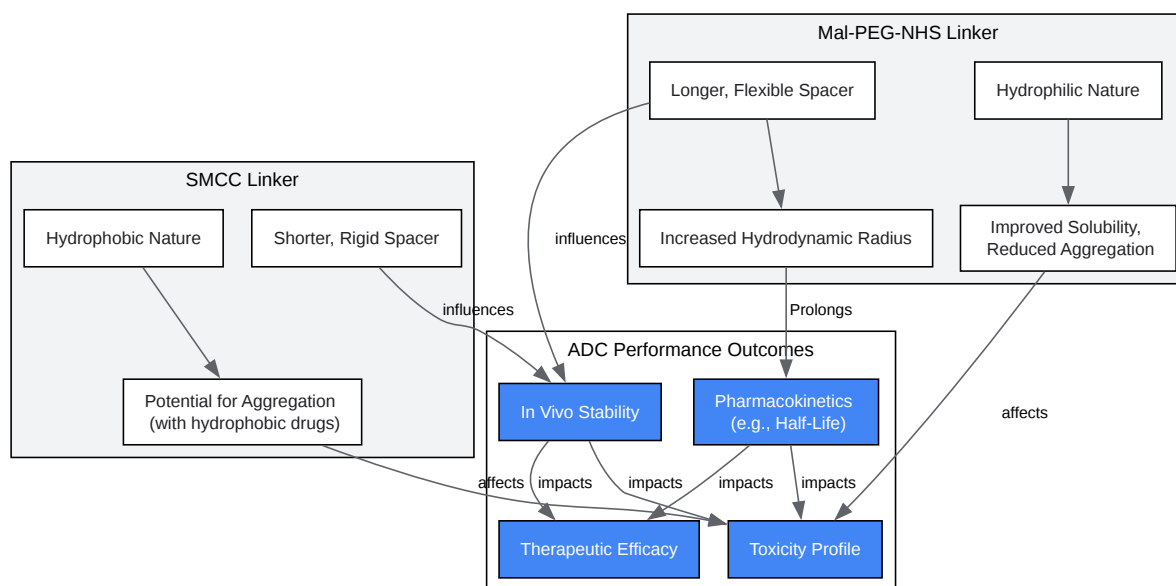 Mal-PEG-NHS Linker
Longer, Flexible Spacer
Hydrophilic Nature
SMCC Linker
Hydrophobic Nature
Shorter, Rigid Spacer
influences
Increased Hydrodynamic Radius
Improved Solubility,
Reduced Aggregation
influences
Prolongs
ADC Performance Outcomes
Potential for Aggregation
(with hydrophobic drugs)
In Vivo Stability
Pharmacokinetics
(e.g., Half-Life)
affects
affects
impacts
impacts
impacts
impacts
Therapeutic Efficacy
Toxicity Profile